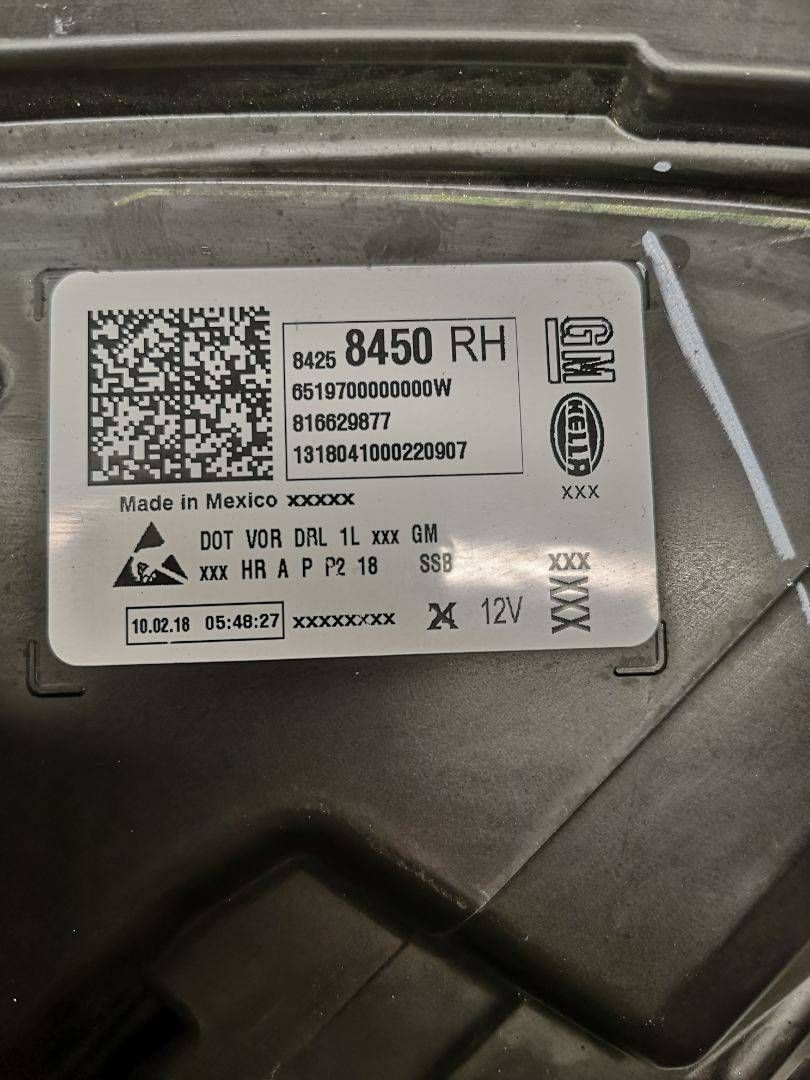 8425 8450 RH
6519700000000W
816629877
1318041000220907
GM
HELLA
XXX
Made in Mexico XXXXX
DOT VOR DRL 1L XXX GM
XXX HR A P P2 18 SSB XXX
10.02.18 05:48:27 XXXXXXXX 24 12V XXX